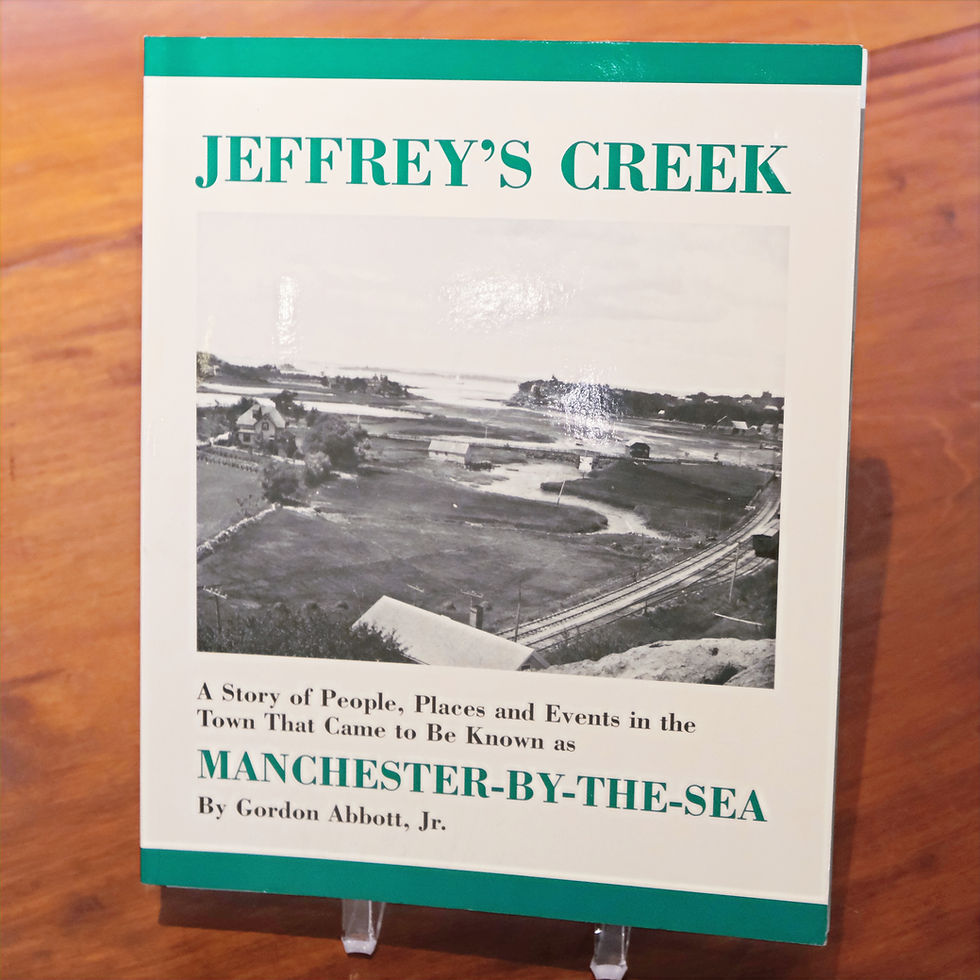 JEFFREY'S CREEK
A Story of People, Places and Events in the
Town That Came to Be Known as
MANCHESTER-BY-THE-SEA
By Gordon Abbott, Jr.